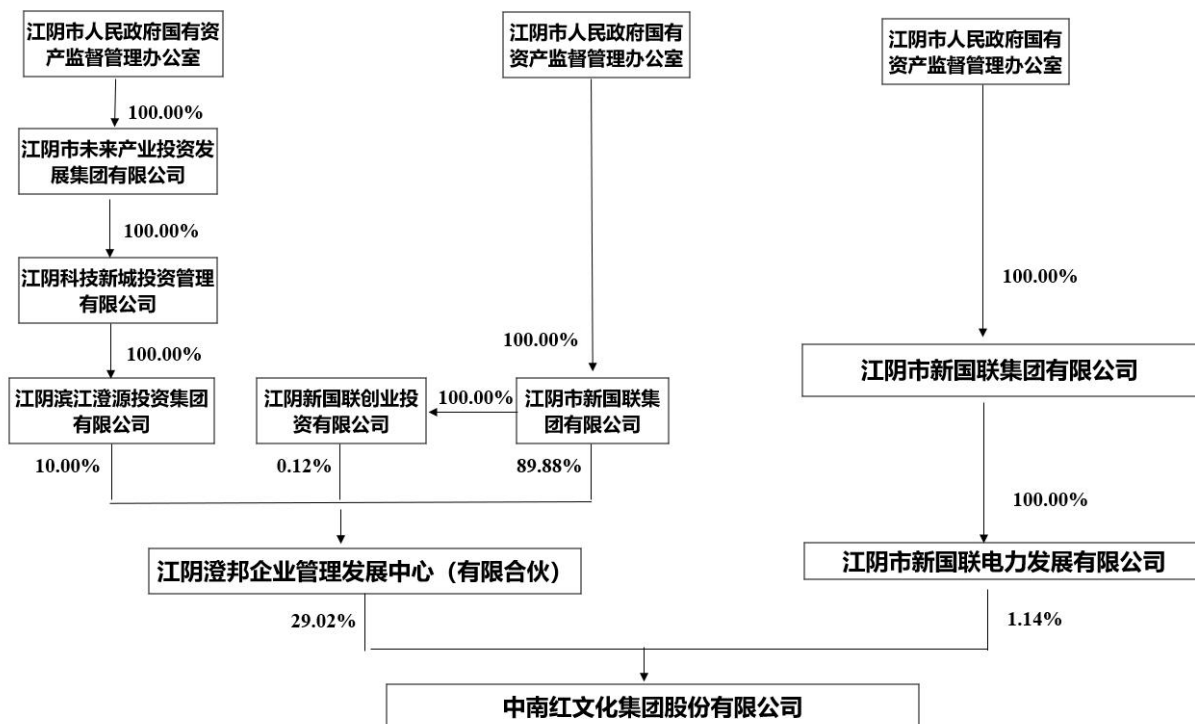 江阴市人民政府国有资
产监督管理办公室
江阴市人民政府国有
资产监督管理办公室
江阴市人民政府国有
资产监督管理办公室
100.00%
江阴市未来产业投资发
展集团有限公司
100.00%
江阴科技新城投资管理
有限公司
100.00%
100.00%
100.00%
江阴市新国联集团有限公司
江阴滨江澄源投资集团
有限公司
江阴新国联创业投
资有限公司
100.00%
江阴市新国联集
团有限公司
10.00%
0.12%
89.88%
100.00%
江阴澄邦企业管理发展中心（有限合伙）
江阴市新国联电力发展有限公司
29.02%
1.14%
中南红文化集团股份有限公司